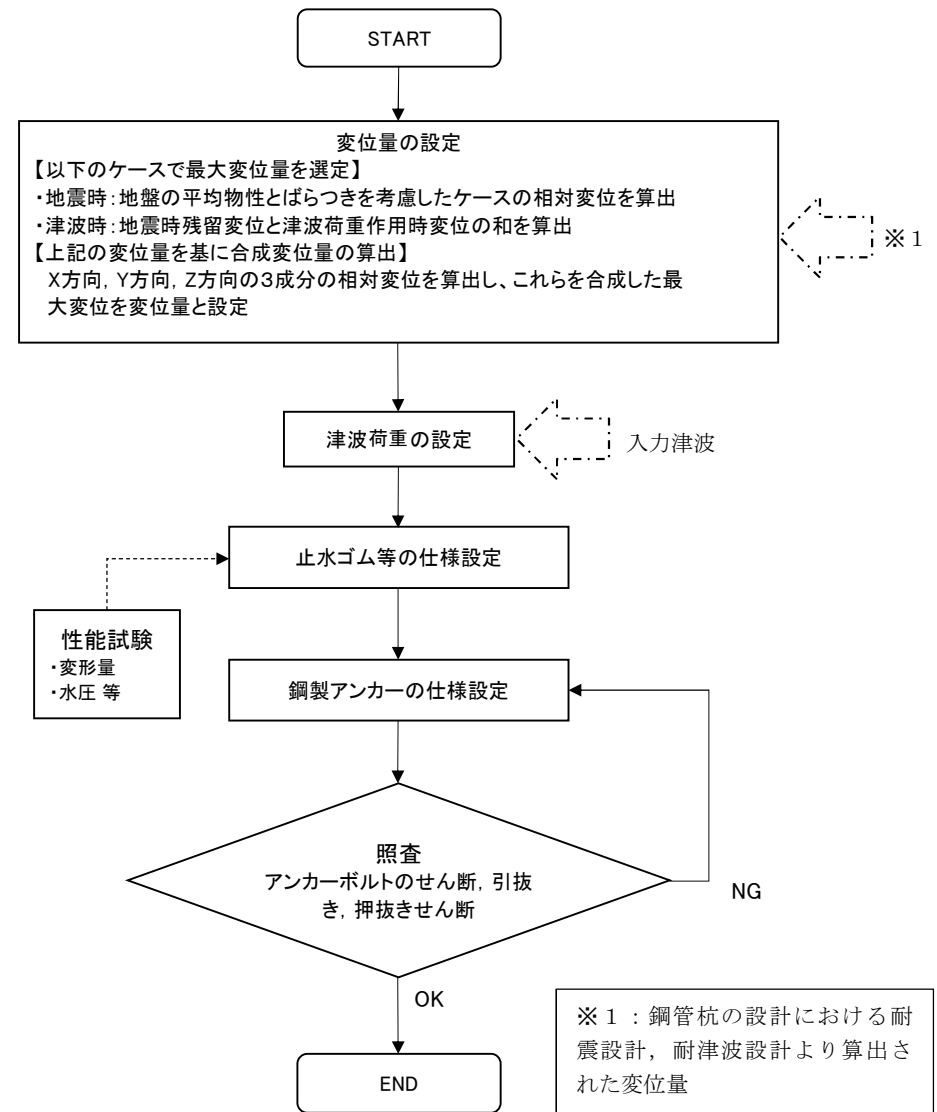 START
変位量の設定
【以下のケースで最大変位量を選定】
・地震時：地盤の平均物性とばらつきを考慮したケースの相対変位を算出
・津波時：地震時残留変位と津波荷重作用時変位の和を算出
【上記の変位量を基に合成変位量の算出】
X方向，Y方向，Z方向の3成分の相対変位を算出し、これらを合成した最
大変位を変位量と設定
※１
津波荷重の設定
入力津波
止水ゴム等の仕様設定
性能試験
・変形量
・水圧 等
鋼製アンカーの仕様設定
照査
アンカーボルトのせん断，引抜
き，押抜きせん断
NG
OK
END
※１：鋼管杭の設計における耐
震設計，耐津波設計より算出さ
れた変位量